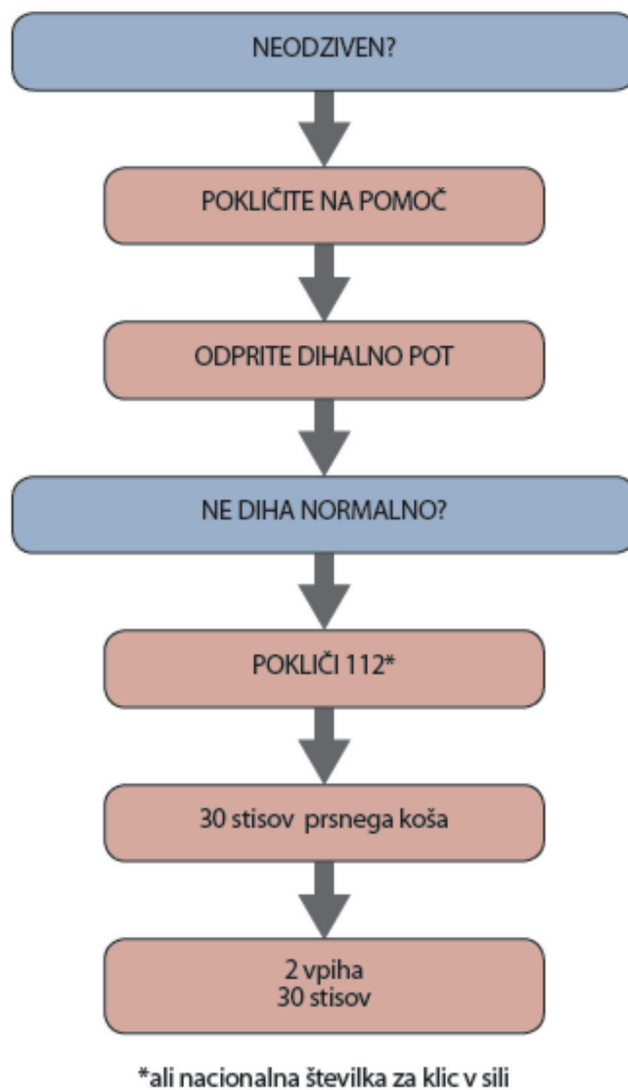 NEODZIVEN?
POKLIČITE NA POMOČ
ODPRITE DIHALNO POT
NE DIHA NORMALNO?
POKLIČI 112*
30 stisov prsnega koša
2 vpiha
30 stisov
*ali nacionalna številka za klic v sili